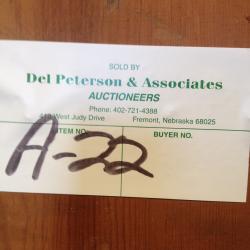 SOLD BY
Del Peterson & Associates
AUCTIONEERS
Phone: 402-721-4388
West Judy Drive Fremont, Nebraska 68025
ITEM NO. BUYER NO.
A-22